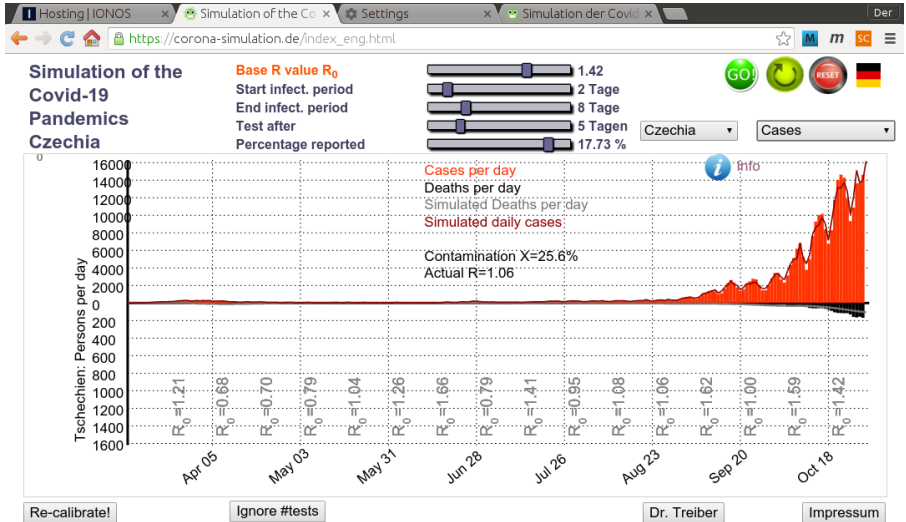 Hosting | IONOS
Simulation of the Co
Settings
Simulation der Covid
Der
https://corona-simulation.de/index_eng.html
M
m
SC
Simulation of the
Covid-19
Pandemics
Czechia
Base R value R0
1.42
Start infect. period
2 Tage
End infect. period
8 Tage
Test after
5 Tagen
Percentage reported
17.73 %
GO!
RESET
Czechia
Cases
0
Info
Cases per day
Deaths per day
Simulated Deaths per day
Simulated daily cases
Contamination X=25.6%
Actual R=1.06
Tschechien: Persons per day
16000
14000
12000
10000
8000
6000
4000
2000
0
200
400
600
800
1000
1200
1400
1600
R0=1.21
R0=0.68
R0=0.70
R0=0.79
R0=1.04
R0=1.26
R0=1.66
R0=0.79
R0=1.41
R0=0.95
R0=1.08
R0=1.06
R0=1.62
R0=1.00
R0=1.59
R0=1.42
Apr 05
May 03
May 31
Jun 28
Jul 26
Aug 23
Sep 20
Oct 18
Re-calibrate!
Ignore #tests
Dr. Treiber
Impressum